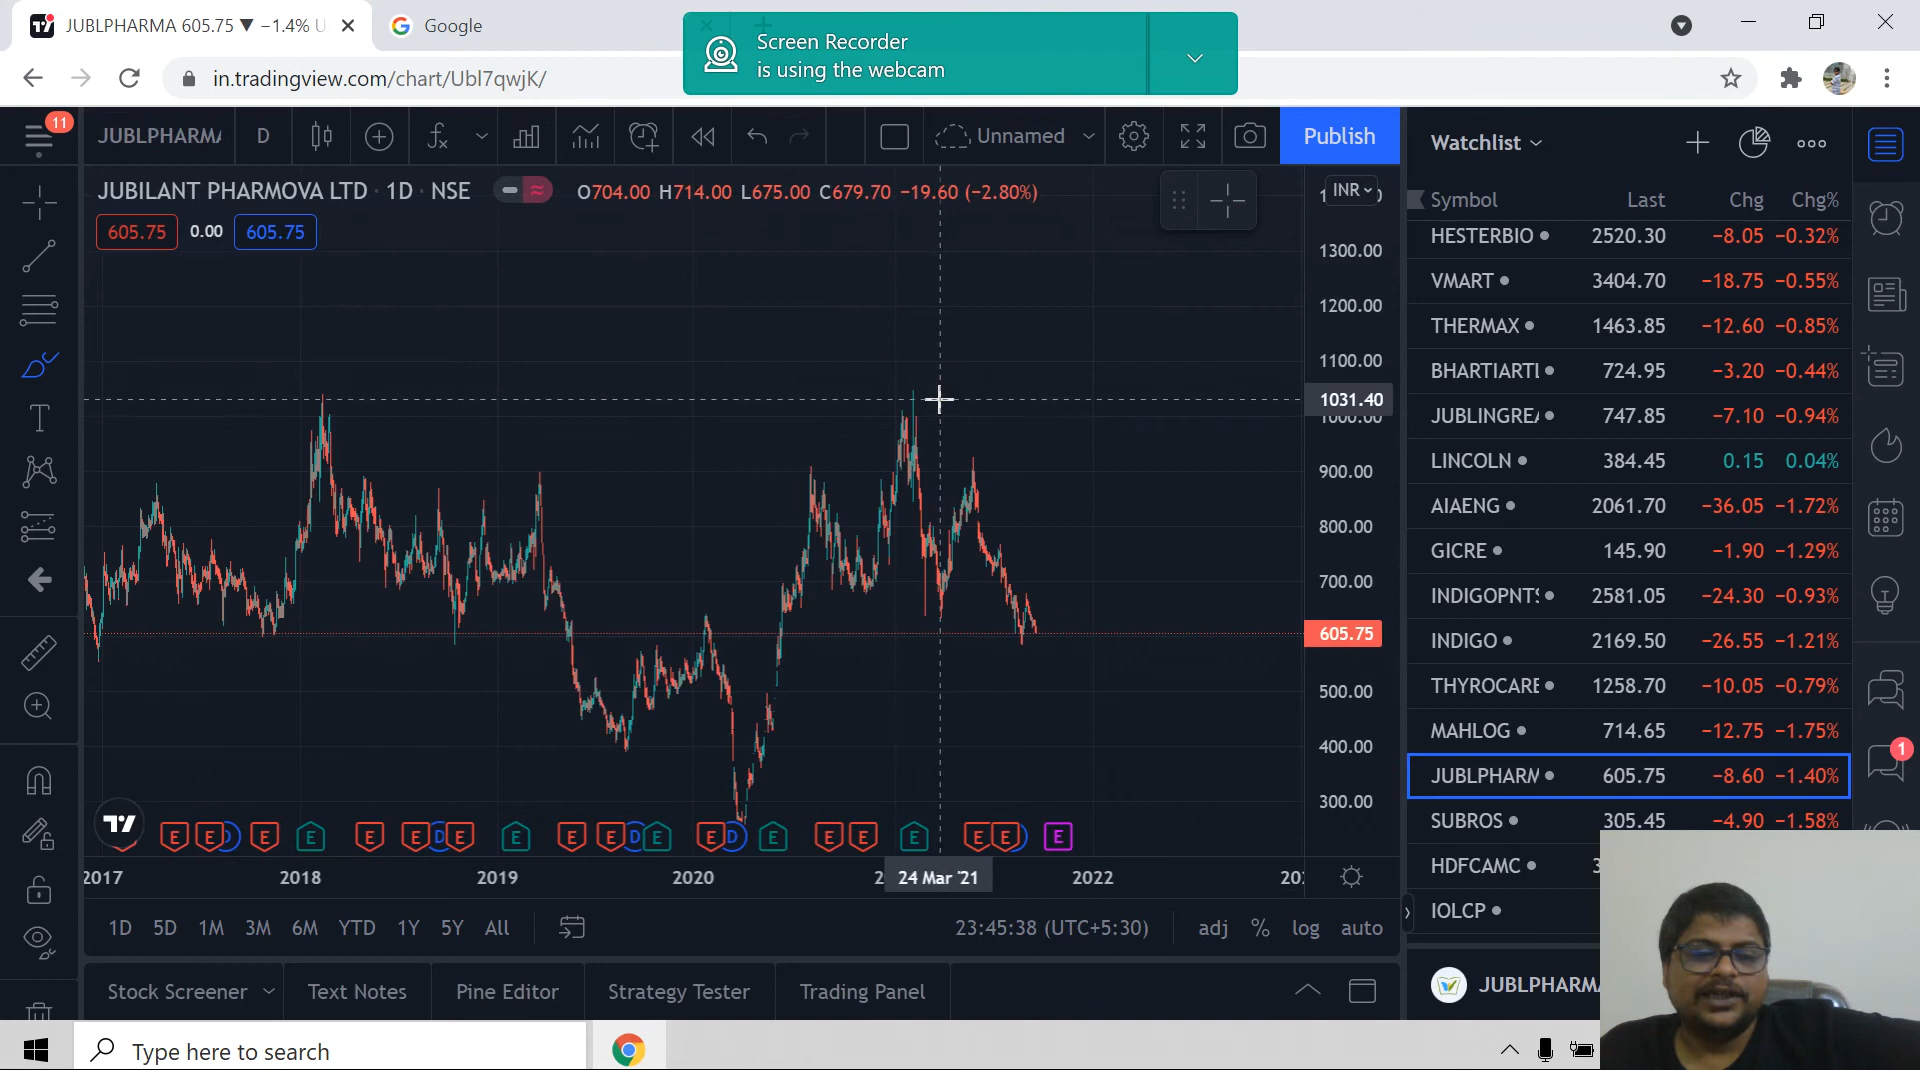 JUBLPHARMA 605.75 ▼ −1.4% U
Google
Screen Recorder
is using the webcam
in.tradingview.com/chart/Ubl7qwjK/
11
JUBLPHARMA
D
Unnamed
Publish
Watchlist
JUBILANT PHARMOVA LTD · 1D · NSE
O704.00 H714.00 L675.00 C679.70 −19.60 (−2.80%)
INR
605.75 0.00 605.75
Symbol Last Chg Chg%
HESTERBIO 2520.30 −8.05 −0.32%
VMART 3404.70 −18.75 −0.55%
THERMAX 1463.85 −12.60 −0.85%
BHARTIARTL 724.95 −3.20 −0.44%
JUBLINGREA 747.85 −7.10 −0.94%
LINCOLN 384.45 0.15 0.04%
AIAENG 2061.70 −36.05 −1.72%
GICRE 145.90 −1.90 −1.29%
INDIGOPNTS 2581.05 −24.30 −0.93%
INDIGO 2169.50 −26.55 −1.21%
THYROCARE 1258.70 −10.05 −0.79%
MAHLOG 714.65 −12.75 −1.75%
JUBLPHARM 605.75 −8.60 −1.40%
SUBROS 305.45 −4.90 −1.58%
HDFCAMC
IOLCP
1
1300.00
1200.00
1100.00
1031.40
1000.00
900.00
800.00
700.00
605.75
500.00
400.00
300.00
E E D E E E E D E E E E D E E D E E E E E E E
2017 2018 2019 2020 24 Mar '21 2022
1D 5D 1M 3M 6M YTD 1Y 5Y All
23:45:38 (UTC+5:30) adj % log auto
Stock Screener Text Notes Pine Editor Strategy Tester Trading Panel
JUBLPHARMA
Type here to search